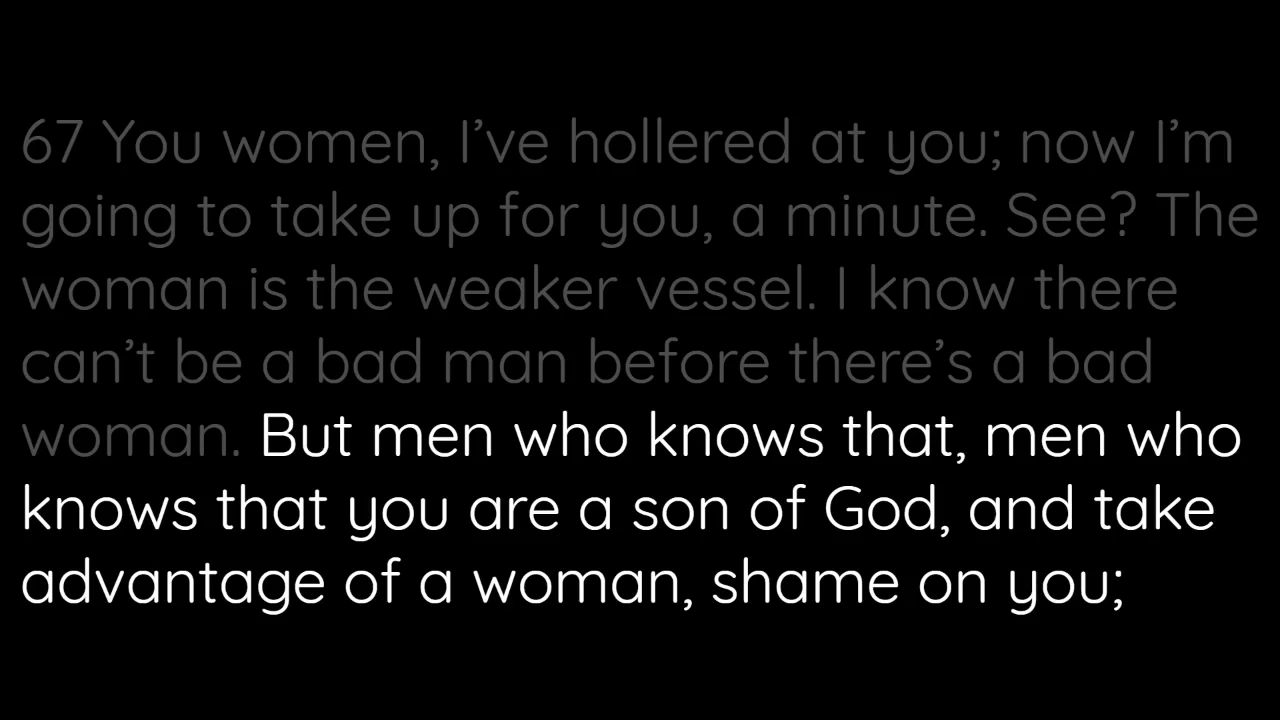 67 You women, I’ve hollered at you; now I’m
going to take up for you, a minute. See? The
woman is the weaker vessel. I know there
can’t be a bad man before there’s a bad
woman. But men who knows that, men who
knows that you are a son of God, and take
advantage of a woman, shame on you;